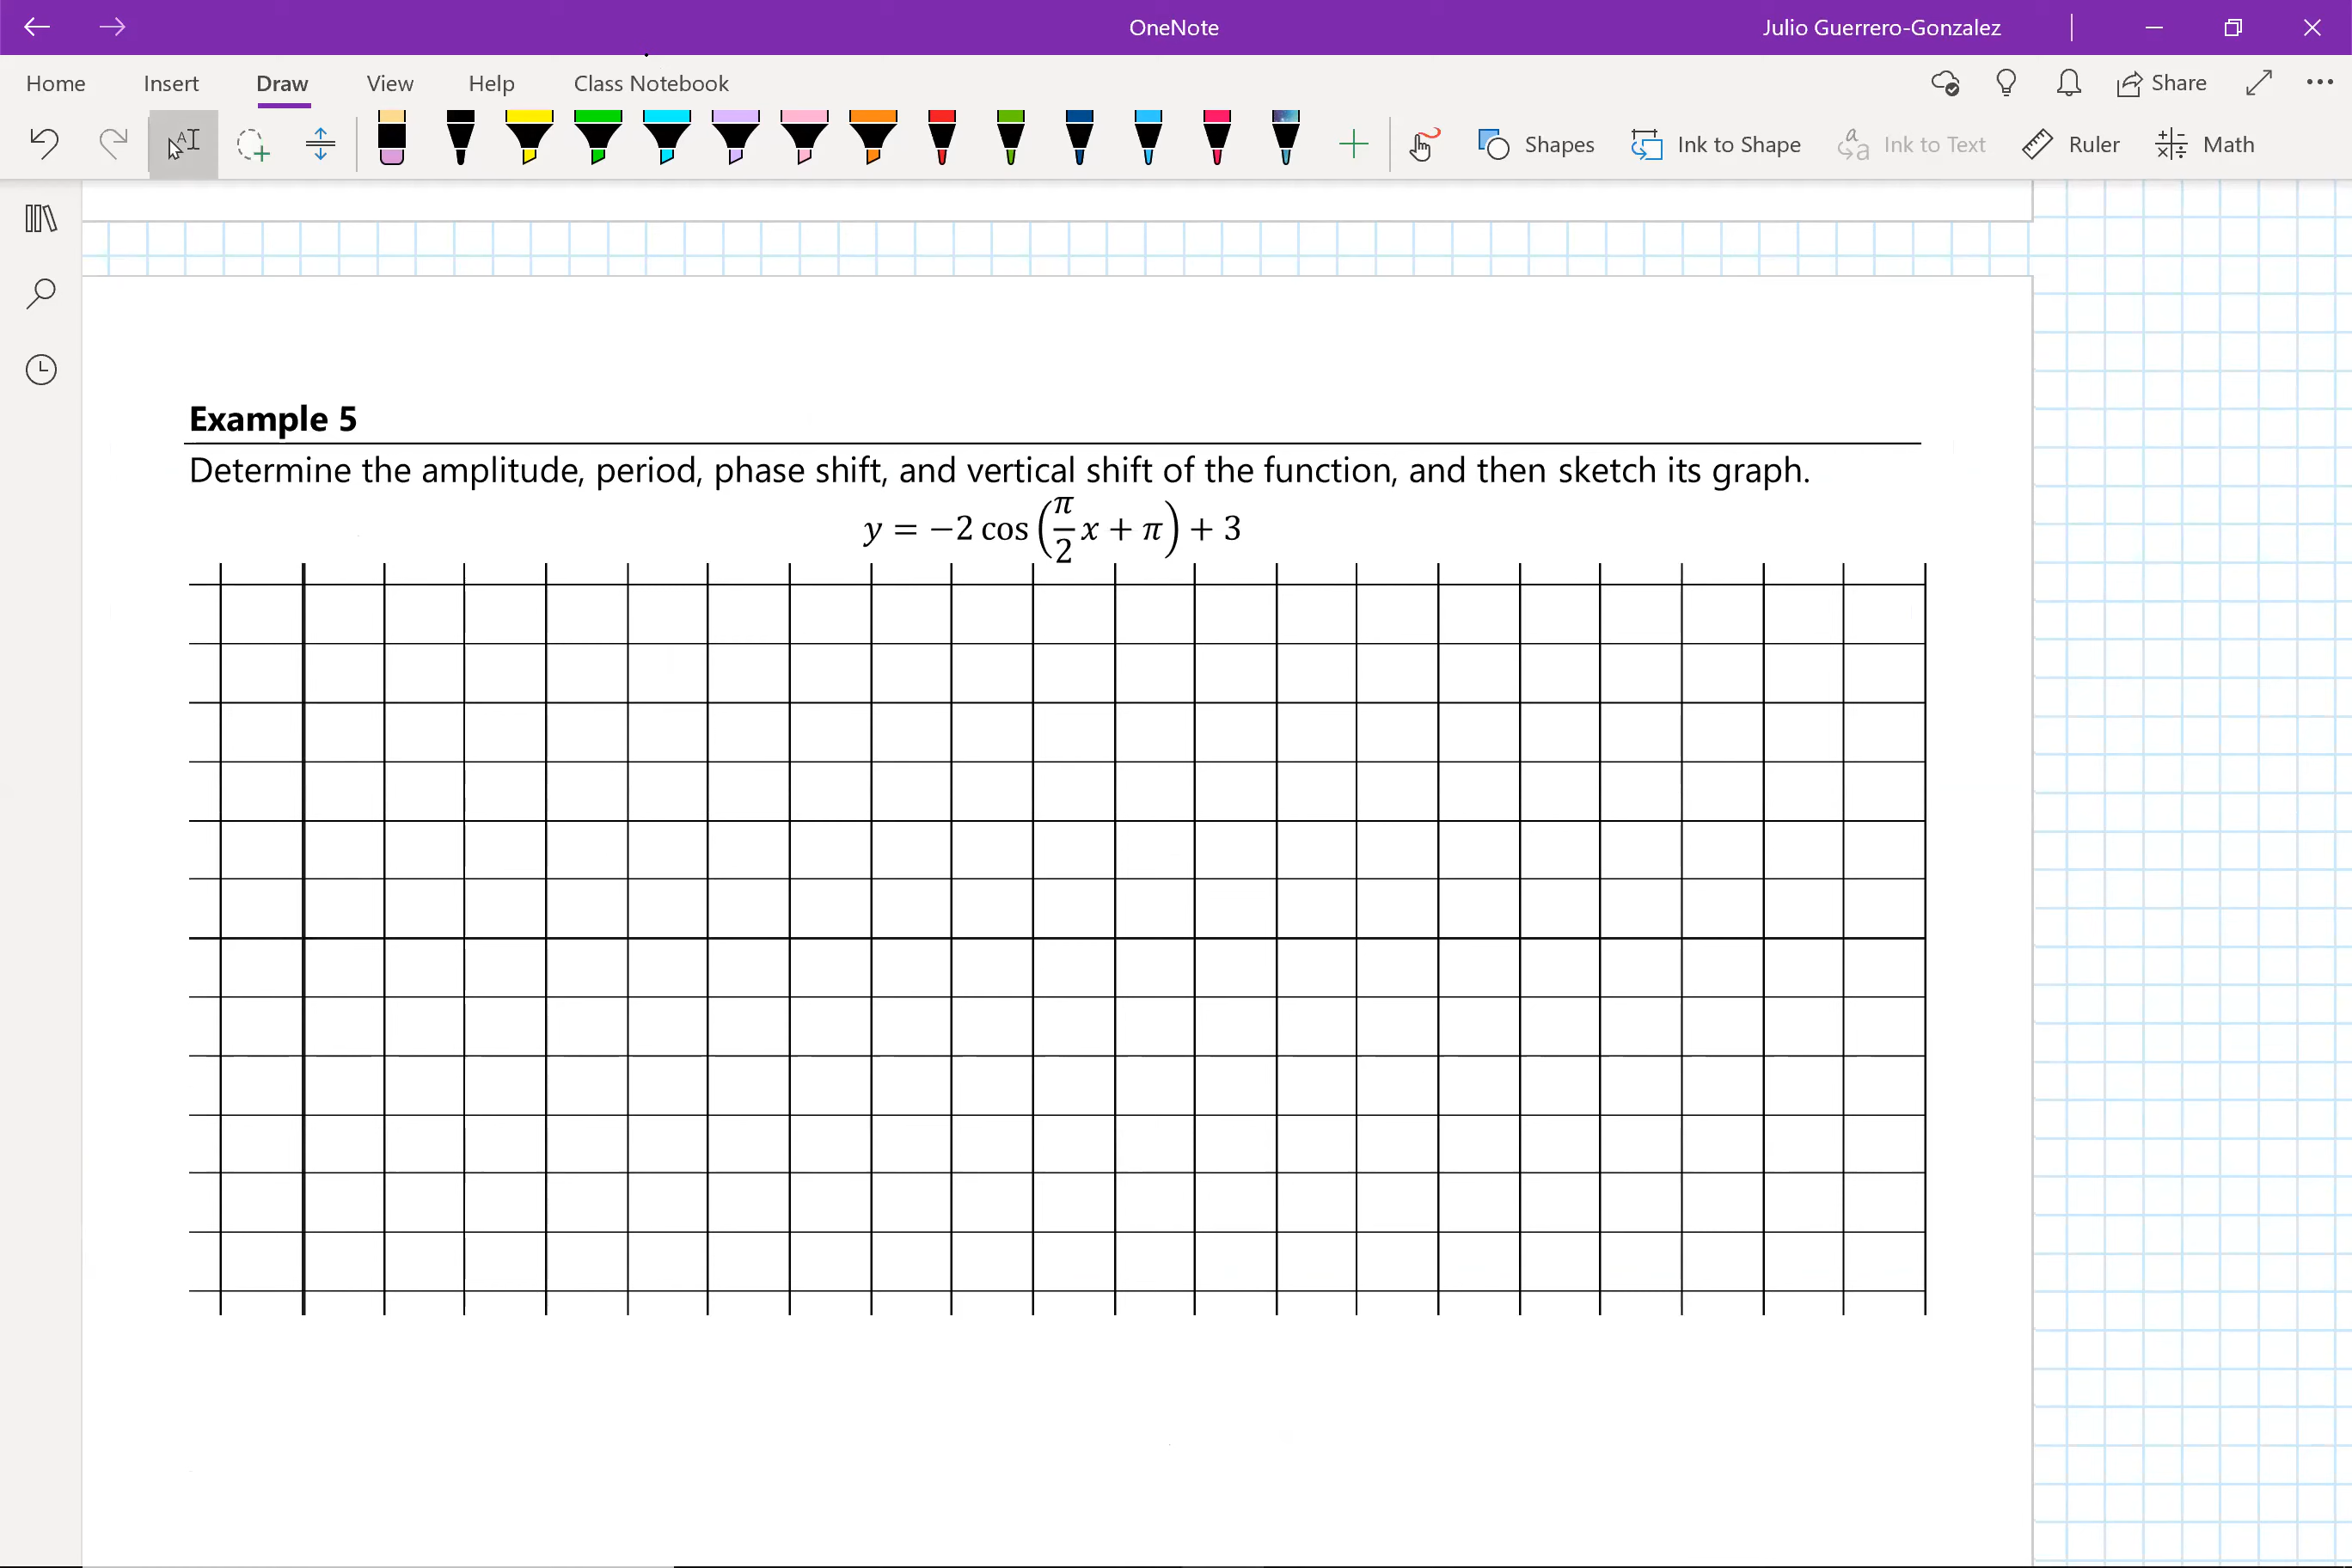 OneNote
Julio Guerrero-Gonzalez
Home Insert Draw View Help Class Notebook
Share
Shapes Ink to Shape Ink to Text Ruler Math
Example 5
Determine the amplitude, period, phase shift, and vertical shift of the function, and then sketch its graph.
y = −2 cos (π/2 x + π) + 3